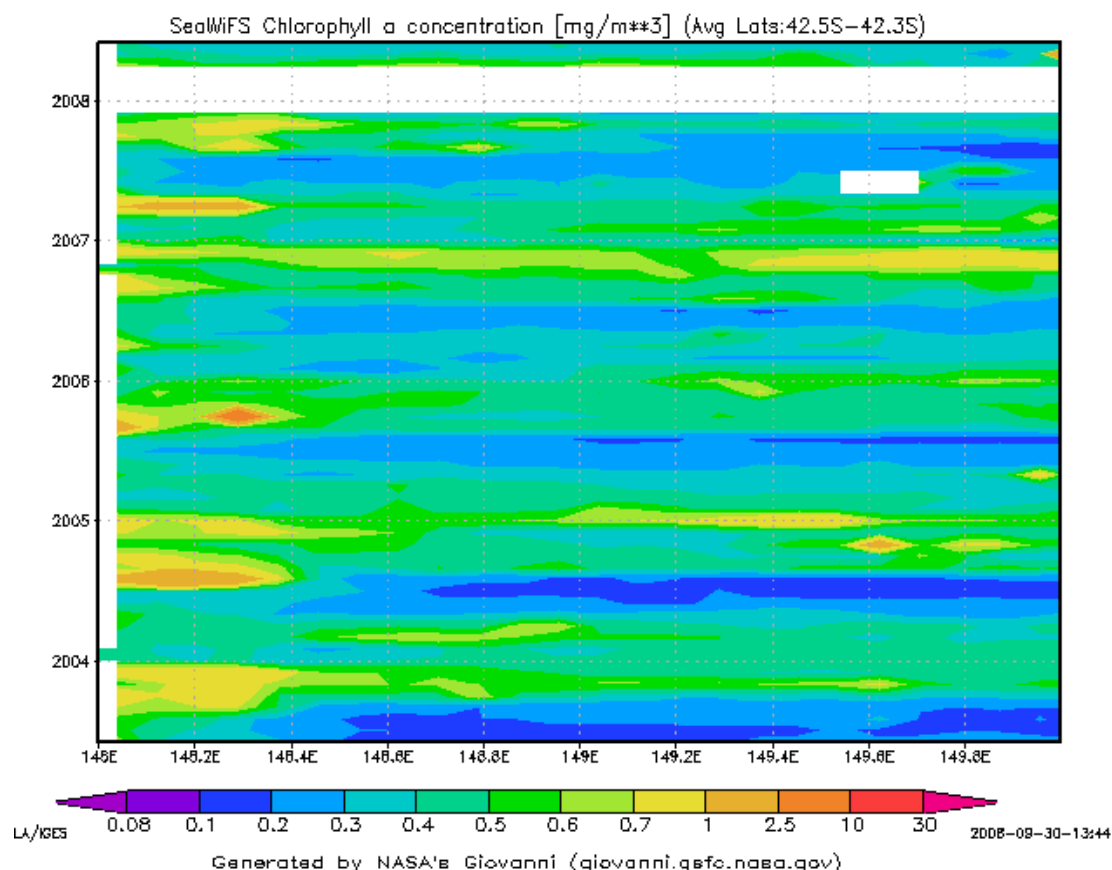 SeaWiFS Chlorophyll a concentration [mg/m**3] (Avg Lats:42.5S-42.3S)
2008
2007
2006
2005
2004
148E 148.2E 148.4E 148.6E 148.8E 149E 149.2E 149.4E 149.6E 149.8E
0.08 0.1 0.2 0.3 0.4 0.5 0.6 0.7 1 2.5 10 30
LA/IGES 2008-09-30-13:44
Generated by NASA's Giovanni (giovanni.gsfc.nasa.gov)